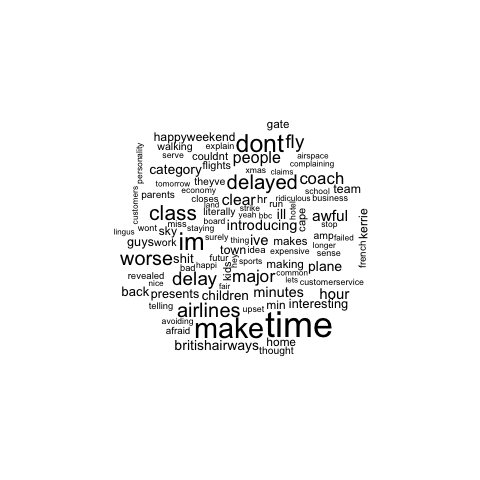 gate
happyweekend
dont fly
walking explain
couldnt people airspace
serve
personality
category theyve flights xmas claims complaining
tomorrow economy delayed coach
parents closes clear hr run ridiculous business school team
customers
class literally land strike yeah bbc ill hotel cape awful
miss board introducing stop
lingus wont sky staying
guys work im surely thing ive makes amp failed
french kerrie
town idea expensive longer sense
worse shit futur hey sports making plane
bad happi kids major common
revealed delay fair lets customerservice
nice
back presents children minutes hour
telling airlines upset min interesting
avoiding
afraid make time
britishairways home
thought